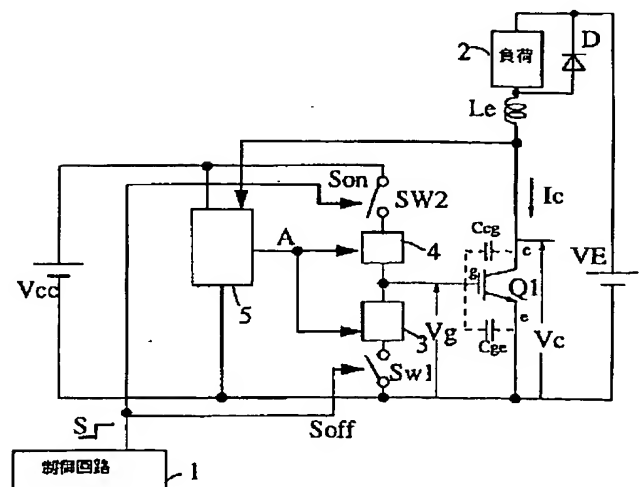 2
負荷
D
Le
Son
SW2
Ic
Ccg
c
A
4
VE
Vcc
g
Q1
5
3
Vg
e
Cge
Vc
Sw1
S
Soff
制御回路
1